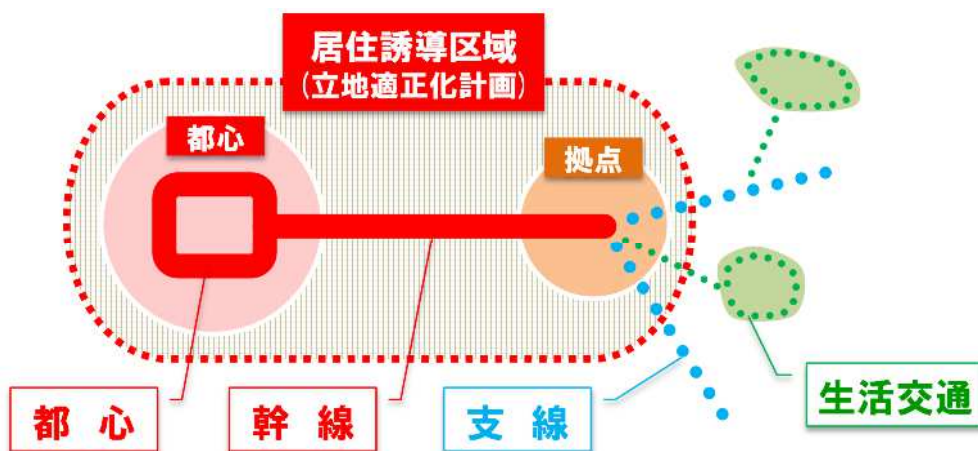 居住誘導区域
(立地適正化計画)
都心
拠点
都心
幹線
支線
生活交通